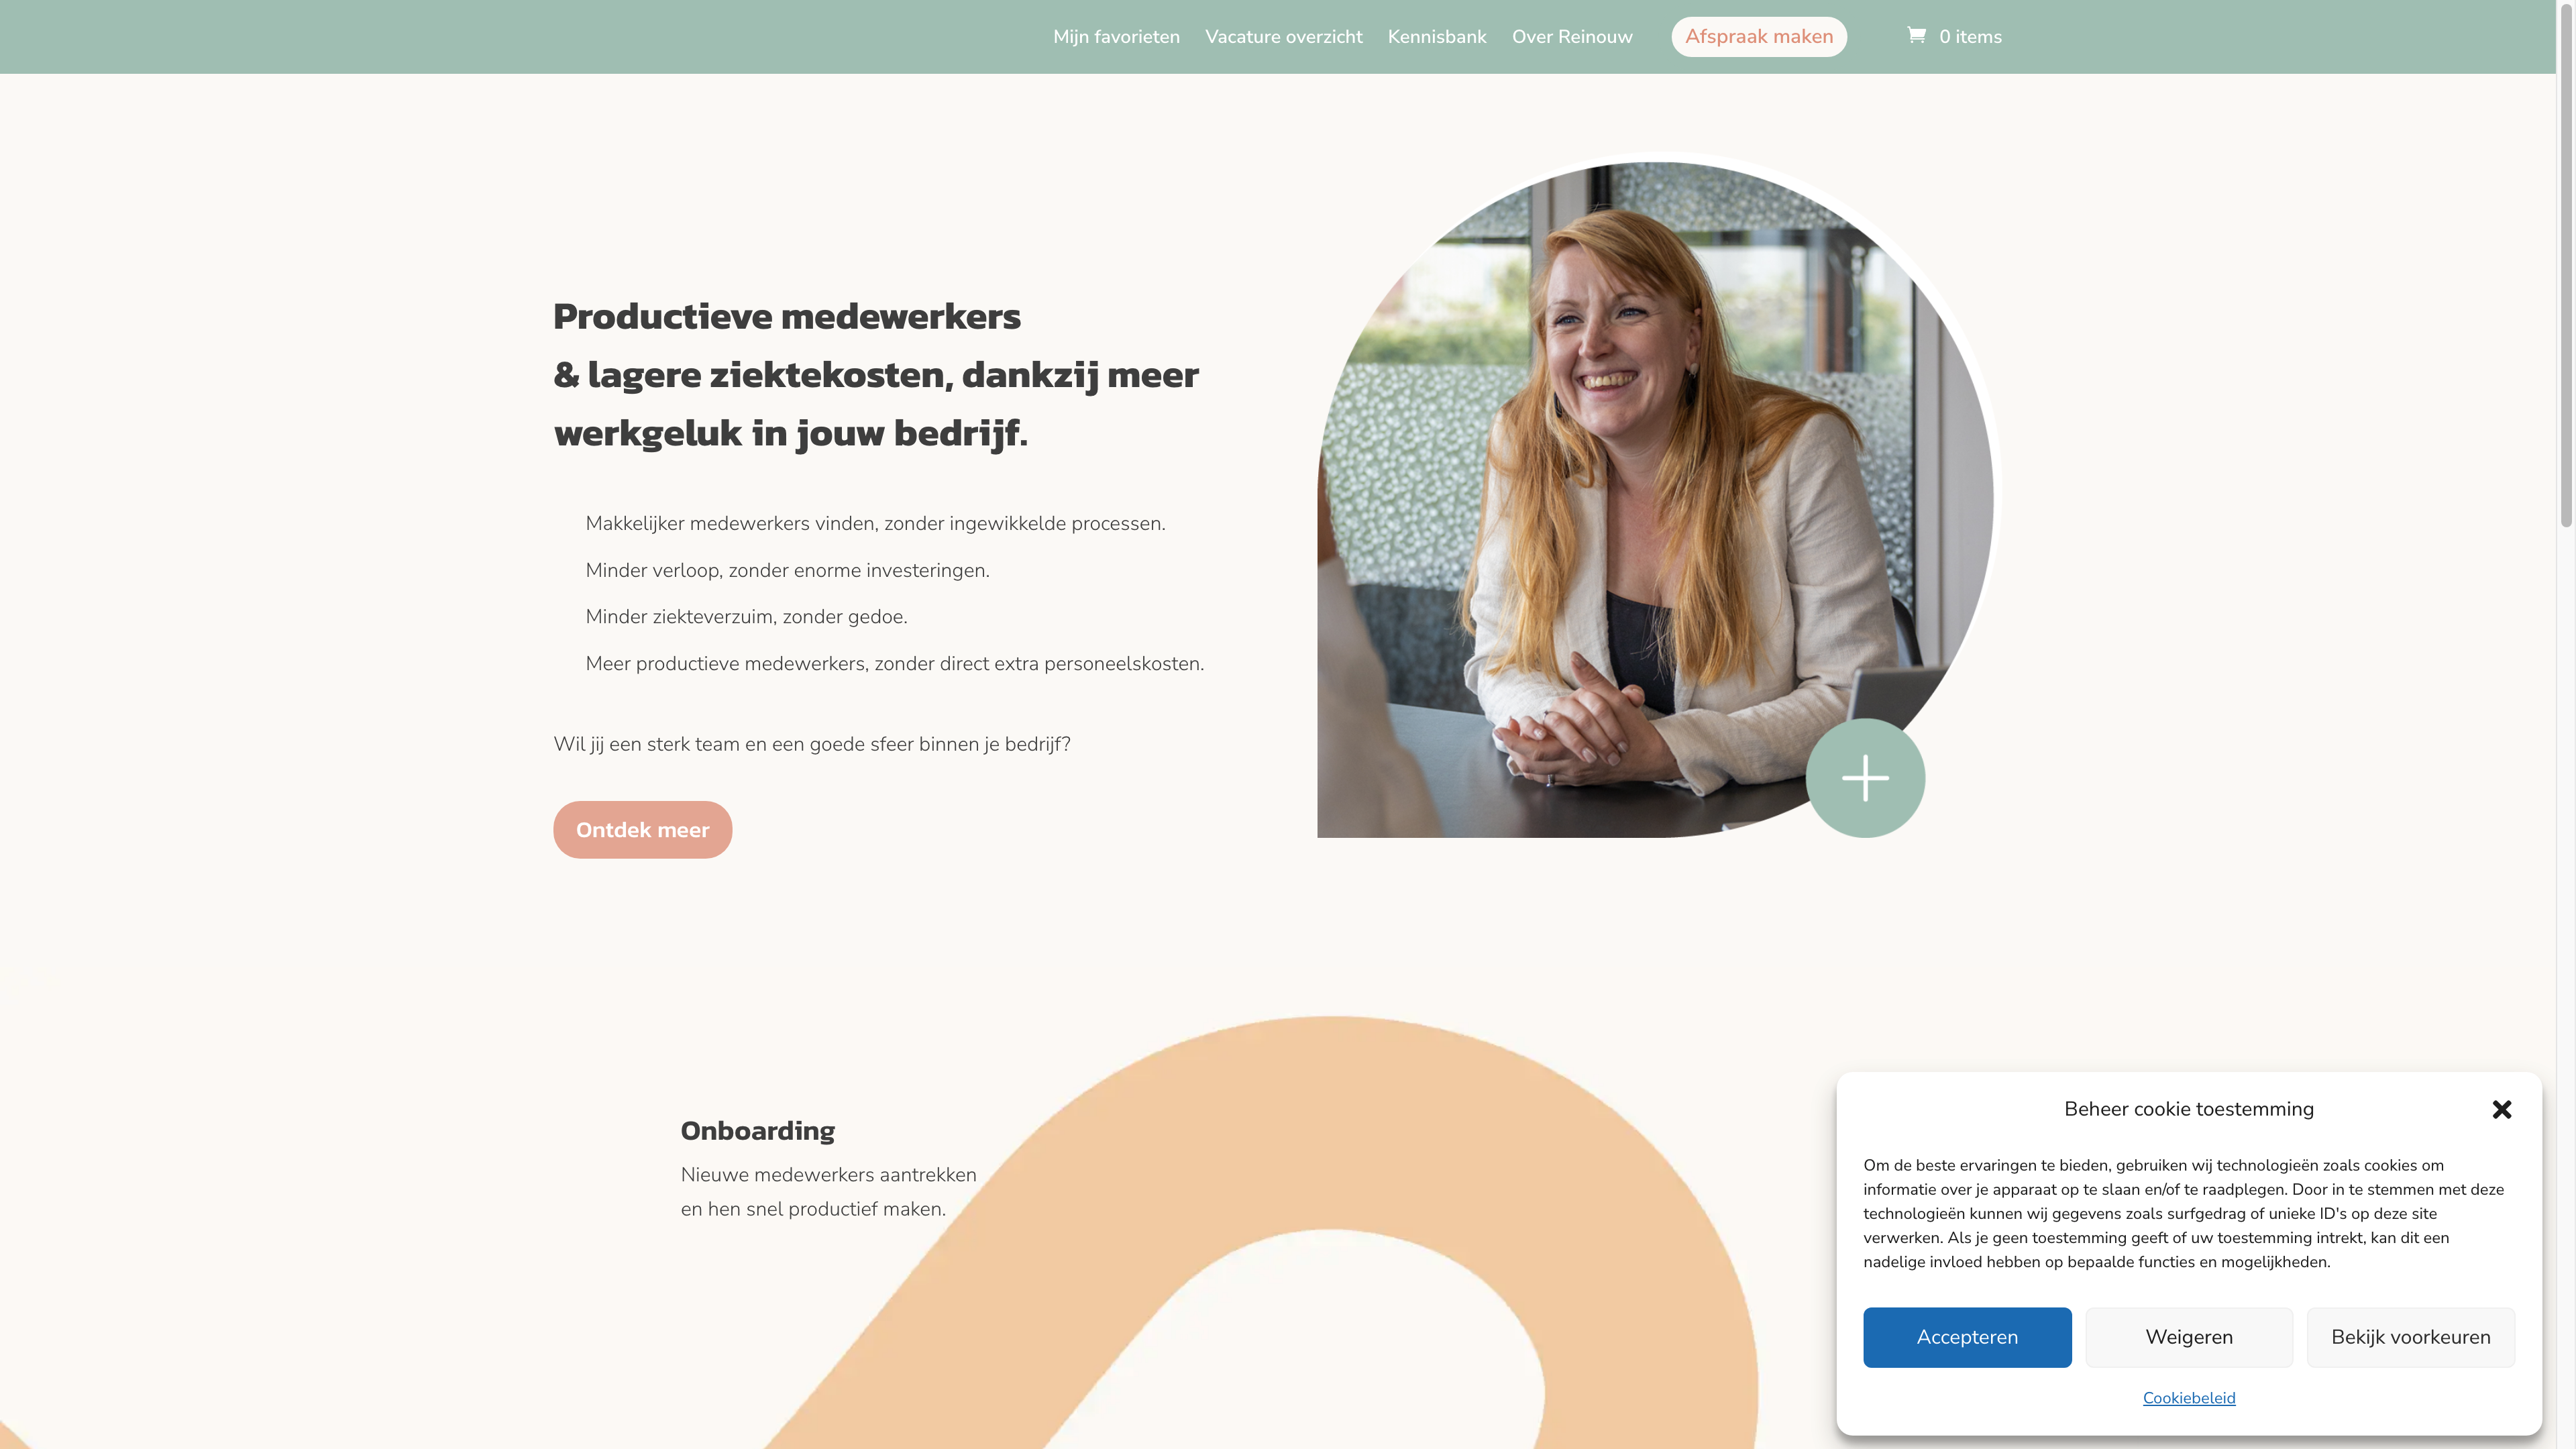 Mijn favorieten Vacature overzicht Kennisbank Over Reinouw Afspraak maken 0 items
Productieve medewerkers
& lagere ziektekosten, dankzij meer
werkgeluk in jouw bedrijf.
Makkelijker medewerkers vinden, zonder ingewikkelde processen.
Minder verloop, zonder enorme investeringen.
Minder ziekteverzuim, zonder gedoe.
Meer productieve medewerkers, zonder direct extra personeelskosten.
Wil jij een sterk team en een goede sfeer binnen je bedrijf?
Ontdek meer
Onboarding
Nieuwe medewerkers aantrekken
en hen snel productief maken.
Beheer cookie toestemming
Om de beste ervaringen te bieden, gebruiken wij technologieën zoals cookies om
informatie over je apparaat op te slaan en/of te raadplegen. Door in te stemmen met deze
technologieën kunnen wij gegevens zoals surfgedrag of unieke ID's op deze site
verwerken. Als je geen toestemming geeft of uw toestemming intrekt, kan dit een
nadelige invloed hebben op bepaalde functies en mogelijkheden.
Accepteren Weigeren Bekijk voorkeuren
Cookiebeleid